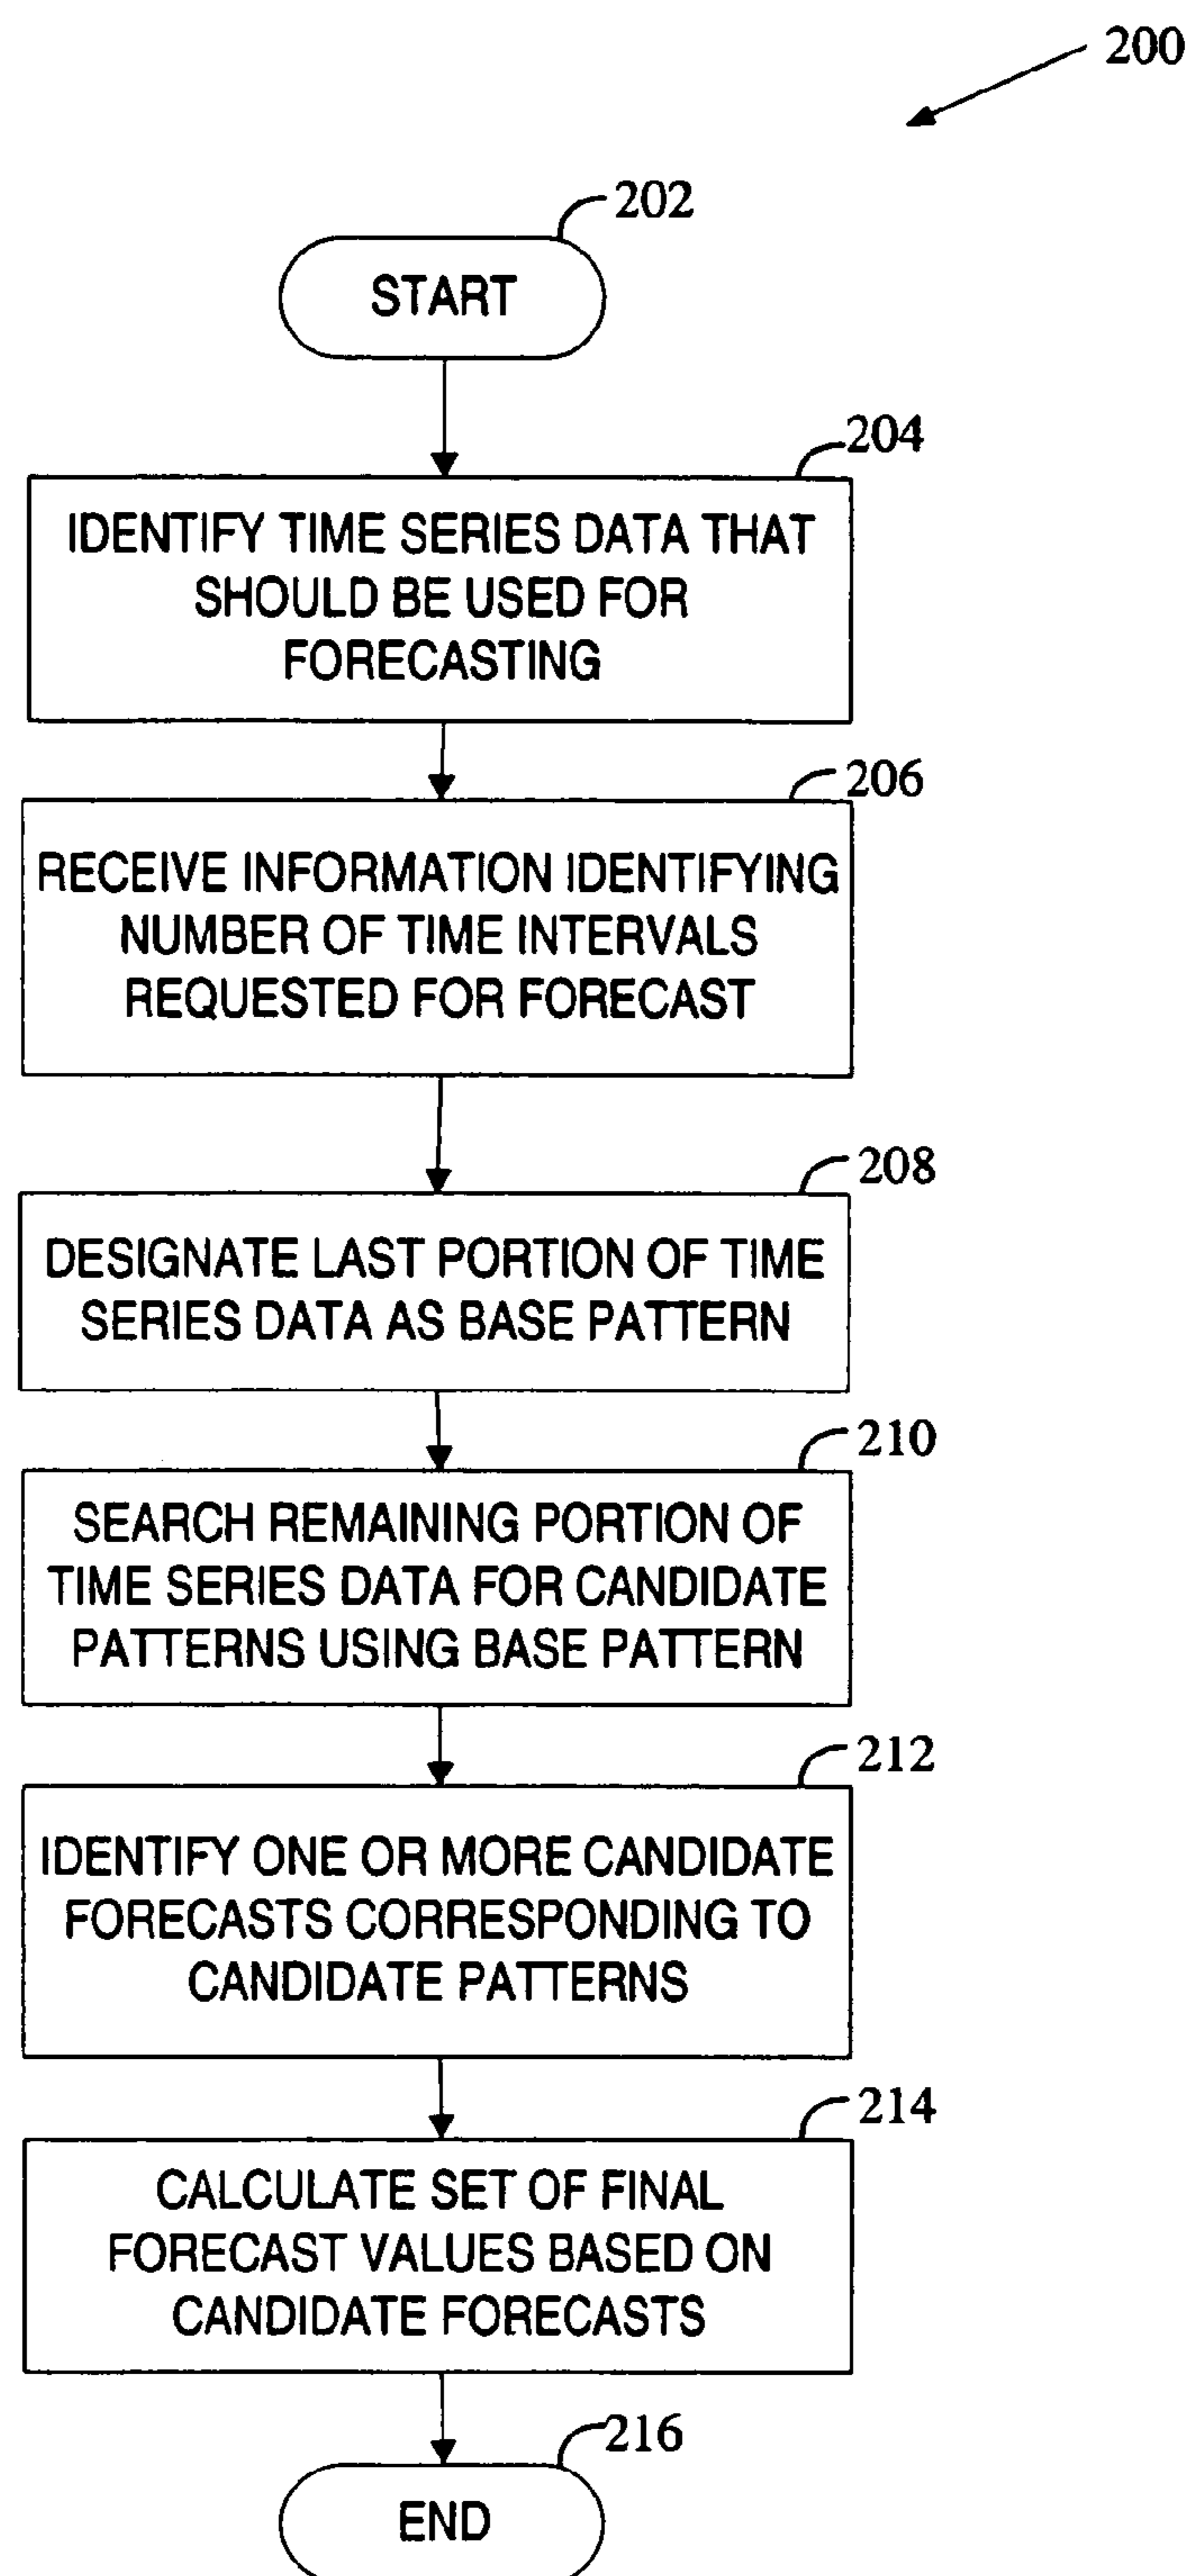 200
202
START
204
IDENTIFY TIME SERIES DATA THAT
SHOULD BE USED FOR
FORECASTING
206
RECEIVE INFORMATION IDENTIFYING
NUMBER OF TIME INTERVALS
REQUESTED FOR FORECAST
208
DESIGNATE LAST PORTION OF TIME
SERIES DATA AS BASE PATTERN
210
SEARCH REMAINING PORTION OF
TIME SERIES DATA FOR CANDIDATE
PATTERNS USING BASE PATTERN
212
IDENTIFY ONE OR MORE CANDIDATE
FORECASTS CORRESPONDING TO
CANDIDATE PATTERNS
214
CALCULATE SET OF FINAL
FORECAST VALUES BASED ON
CANDIDATE FORECASTS
216
END